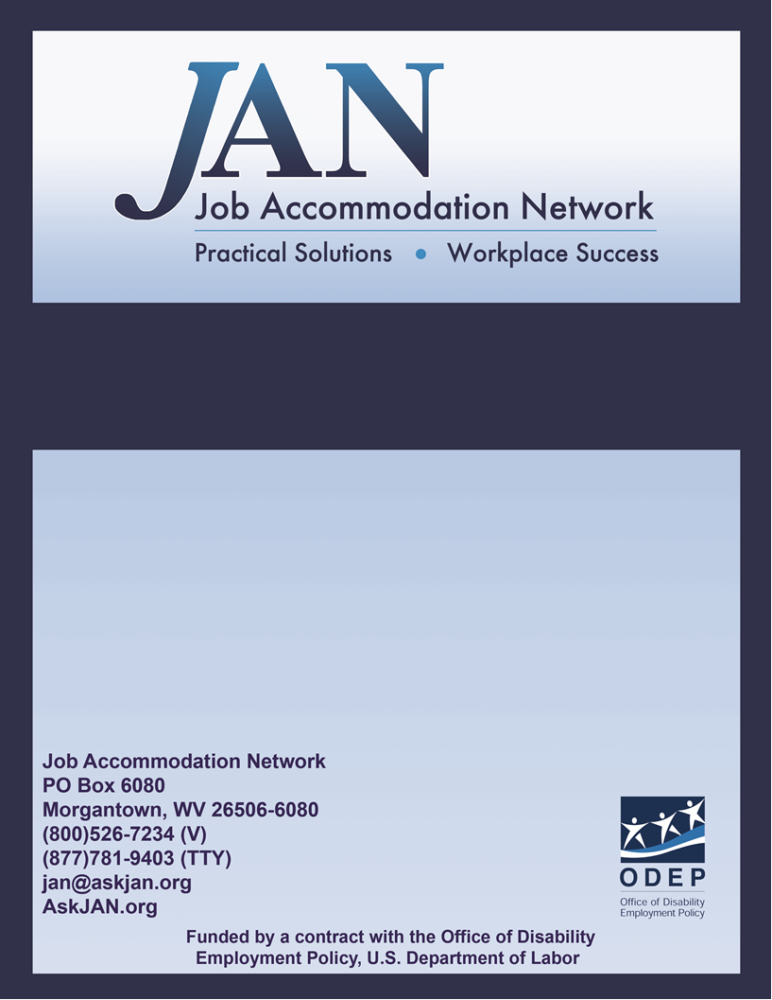 JAN
Job Accommodation Network
Practical Solutions • Workplace Success
Job Accommodation Network
PO Box 6080
Morgantown, WV 26506-6080
(800)526-7234 (V)
(877)781-9403 (TTY)
jan@askjan.org
AskJAN.org
ODEP
Office of Disability
Employment Policy
Funded by a contract with the Office of Disability
Employment Policy, U.S. Department of Labor